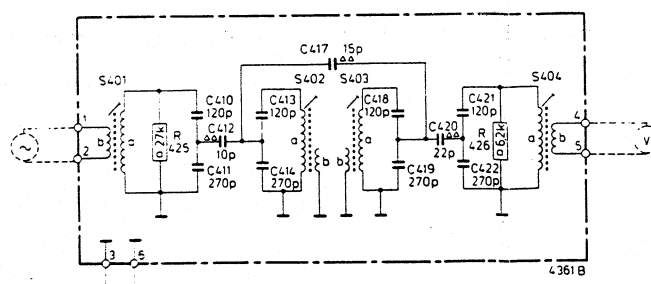 C417 15p
S401 S402 S403 S404
C410 120p
C413 120p
C418 120p
C421 120p
1
4
C412 10p
C420 22p
R 425 27k
R 426 62k
a b
a b
b a
a b
2
5
V
C411 270p
C414 270p
C419 270p
C422 270p
3
4361B